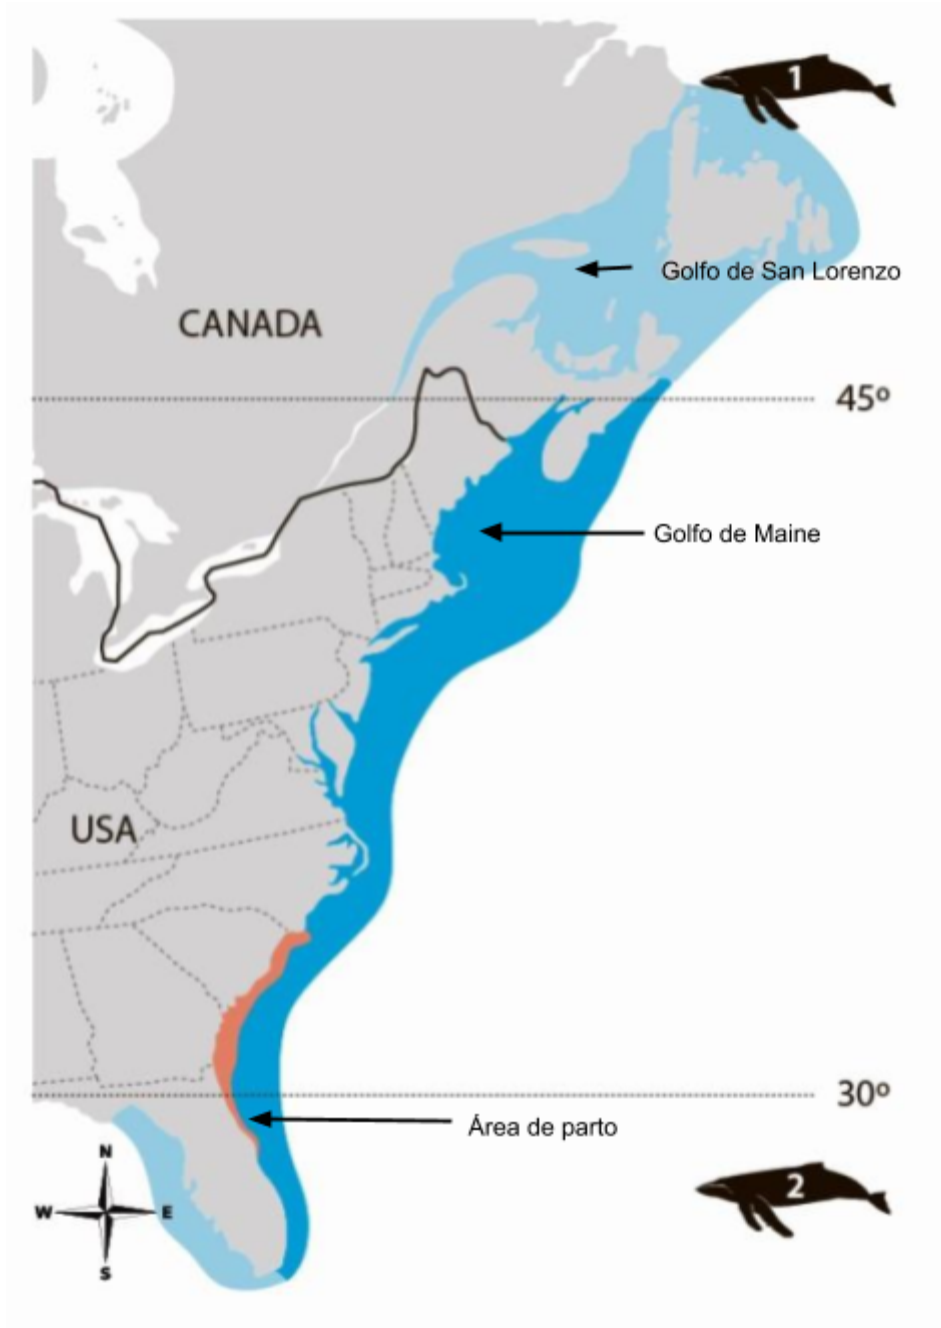 1
Golfo de San Lorenzo
CANADA
45º
Golfo de Maine
USA
30º
Área de parto
N
W
E
S
2